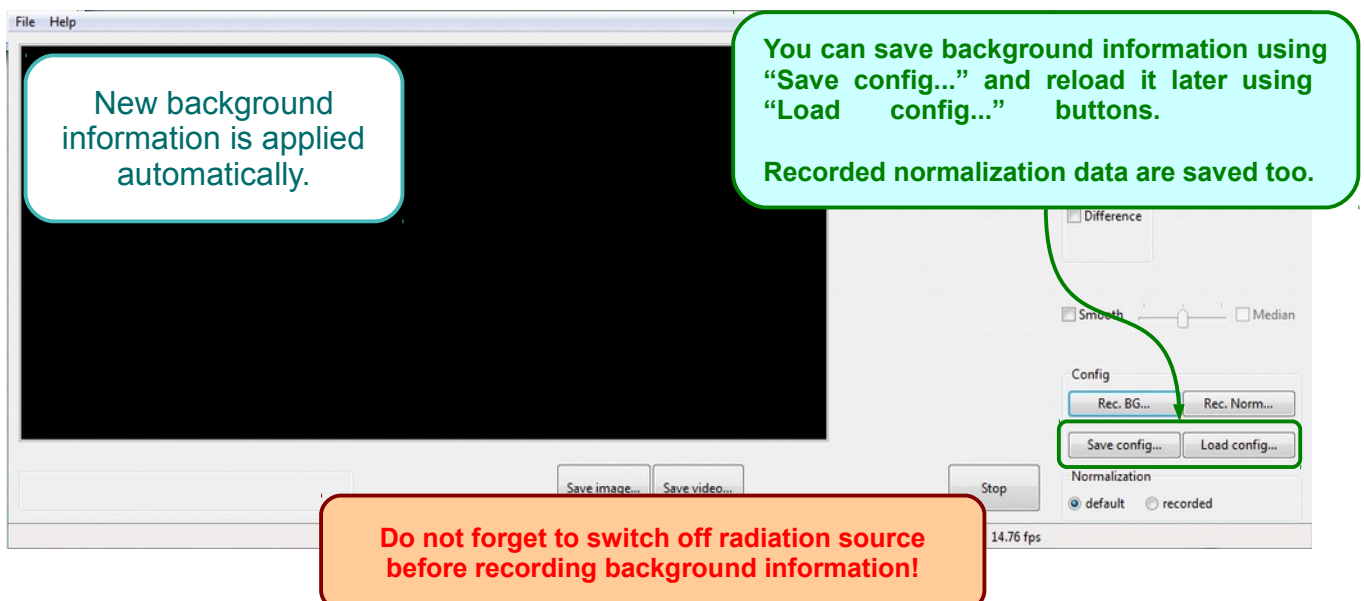 File Help
New background
information is applied
automatically.
You can save background information using
“Save config...” and reload it later using
“Load config...” buttons.
Recorded normalization data are saved too.
Difference
Smooth Median
Config
Rec. BG... Rec. Norm...
Save config... Load config...
Save image... Save video... Stop
Normalization
default recorded
14.76 fps
Do not forget to switch off radiation source
before recording background information!